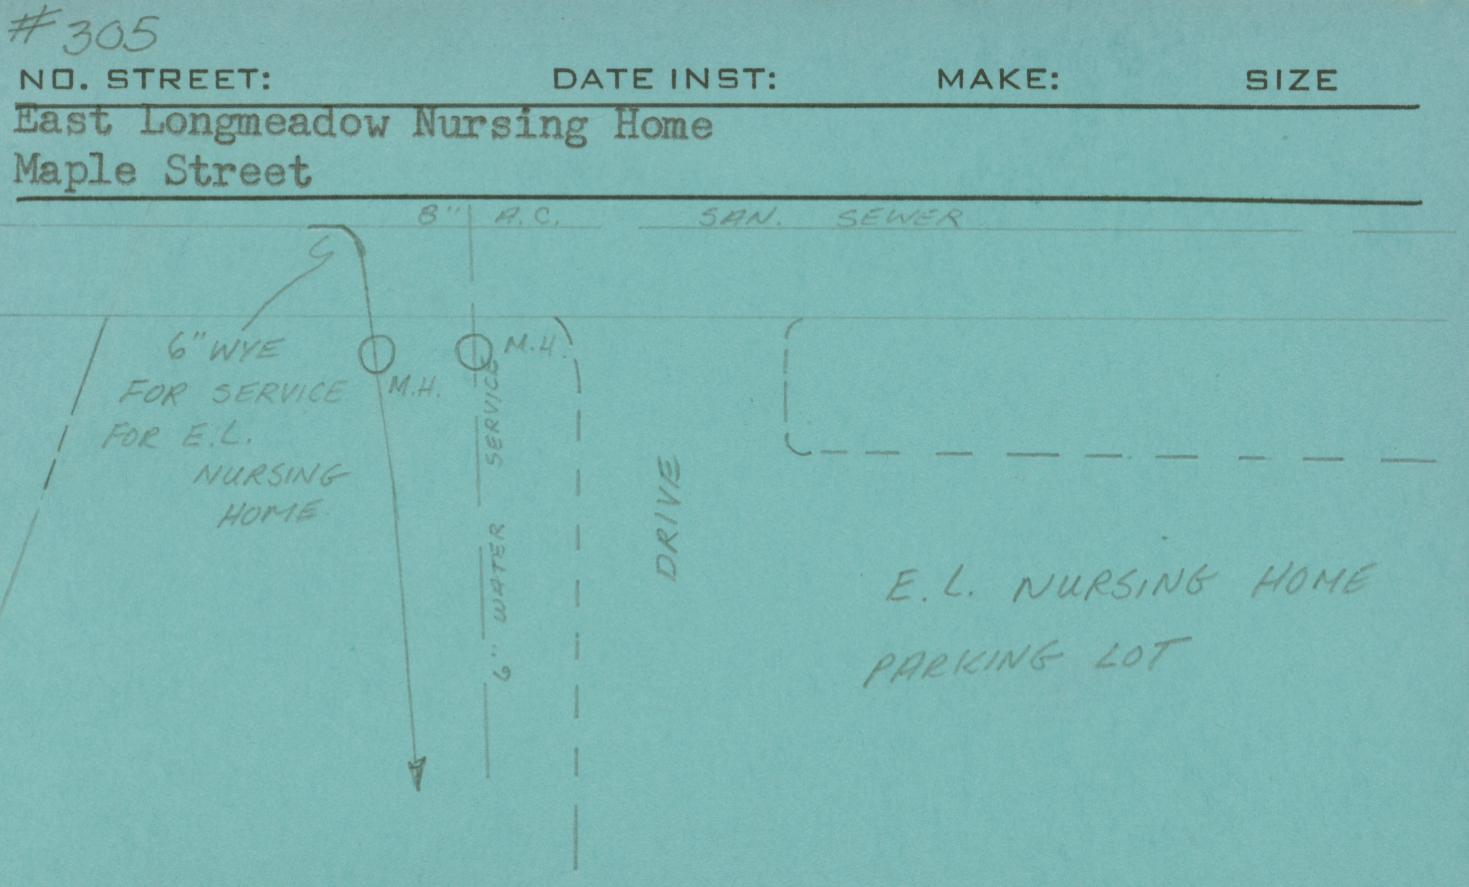 #305
NO. STREET: DATE INST: MAKE: SIZE
East Longmeadow Nursing Home
Maple Street
8" A.C. SAN. SEWER
6" WYE
FOR SERVICE
FOR E.L.
NURSING
HOME
M.H.
M.H.
6" WATER SERVICE
DRIVE
E.L. NURSING HOME
PARKING LOT